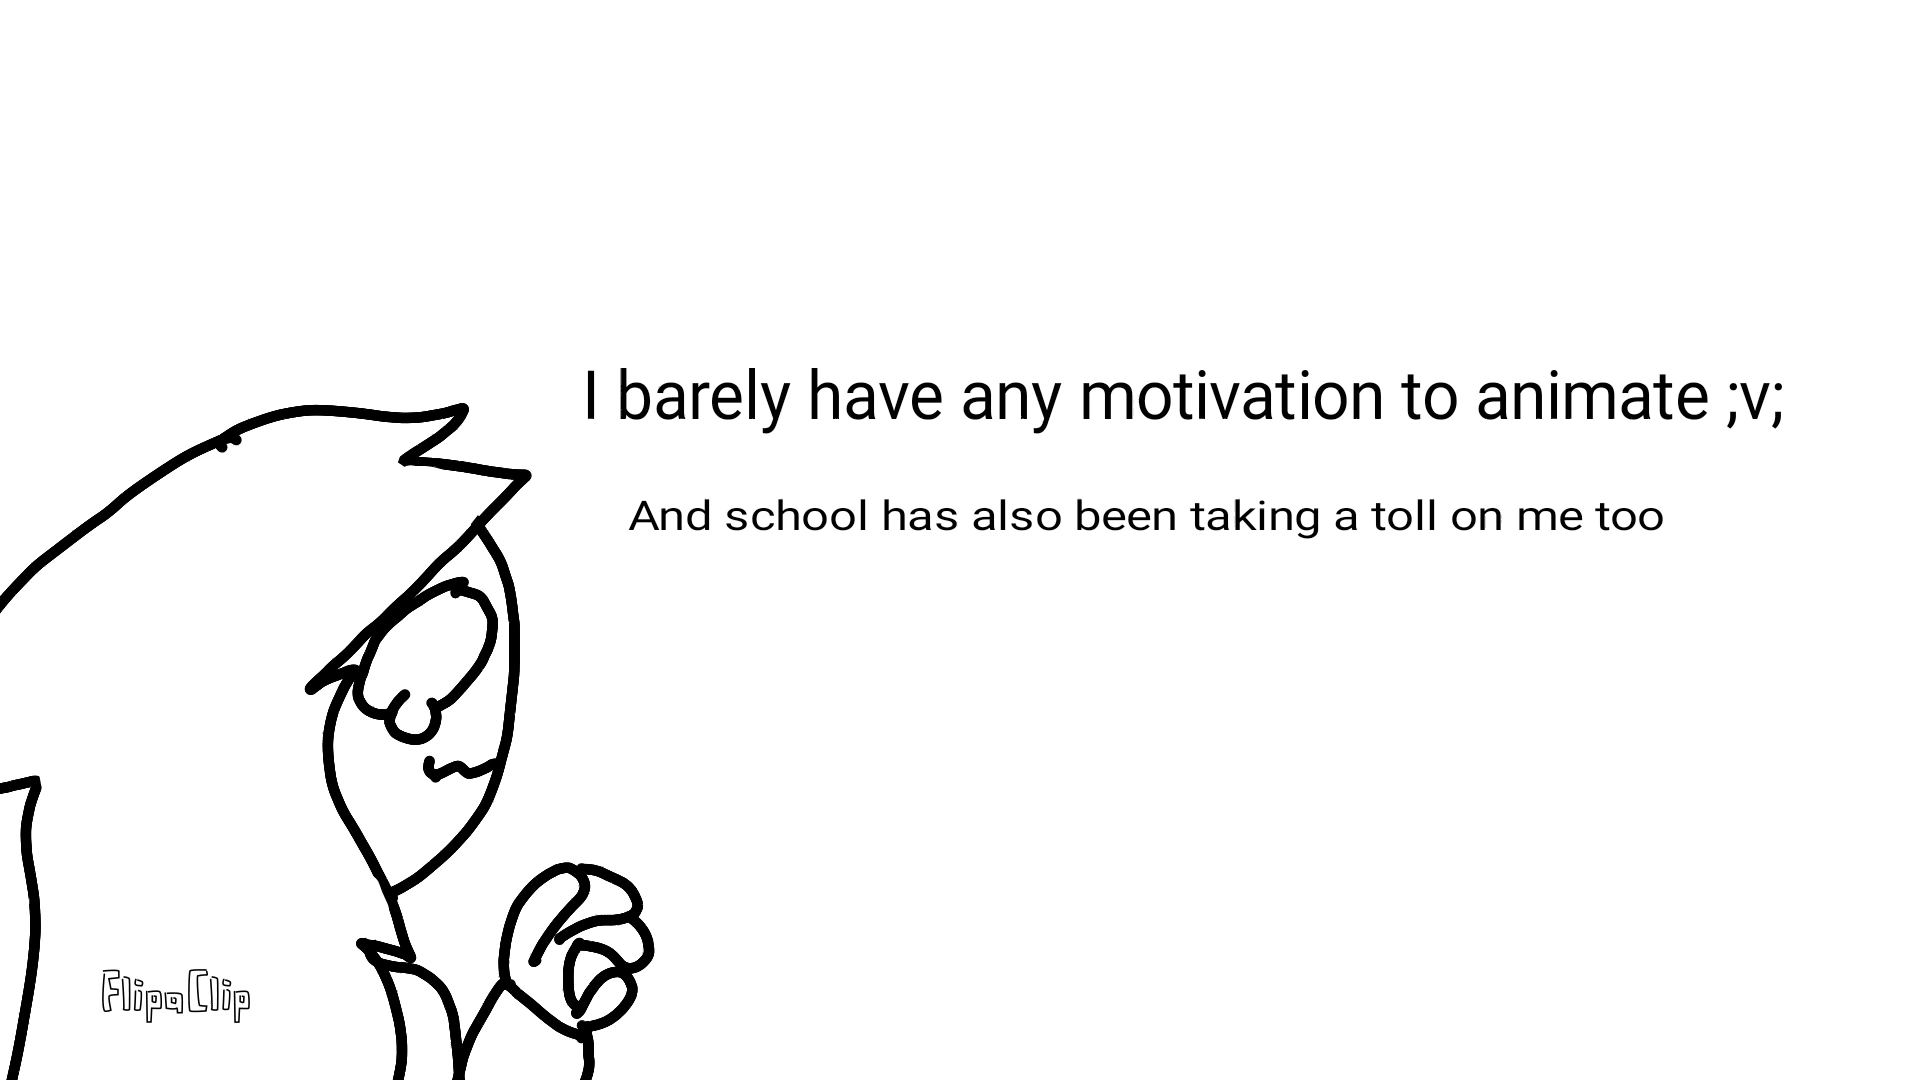 I barely have any motivation to animate ;v;
And school has also been taking a toll on me too
FlipaClip